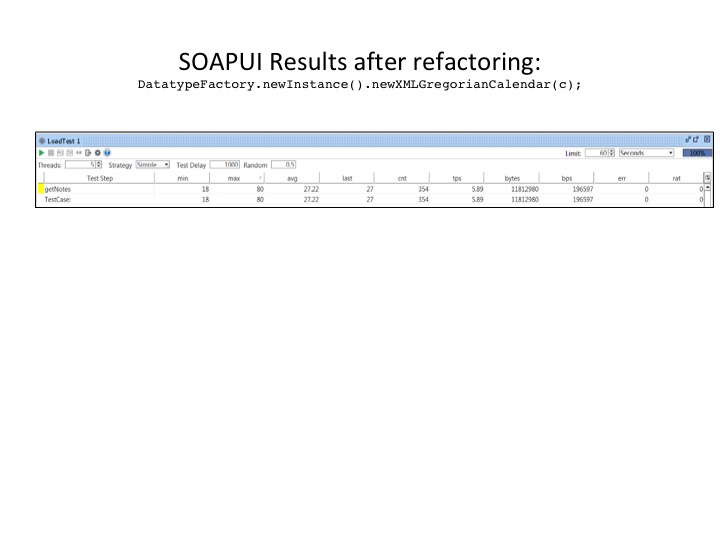 SOAPUI Results after refactoring:
DatatypeFactory.newInstance().newXMLGregorianCalendar(c);
LoadTest 1
Limit: 60 Seconds 100%
Threads: 5 Strategy Simple Test Delay 1000 Random 0.5
Test Step min max avg last cnt tps bytes bps err rat
getNotes 18 80 27.22 27 354 5.89 11812980 196597 0 0
TestCase: 18 80 27.22 27 354 5.89 11812980 196597 0 0